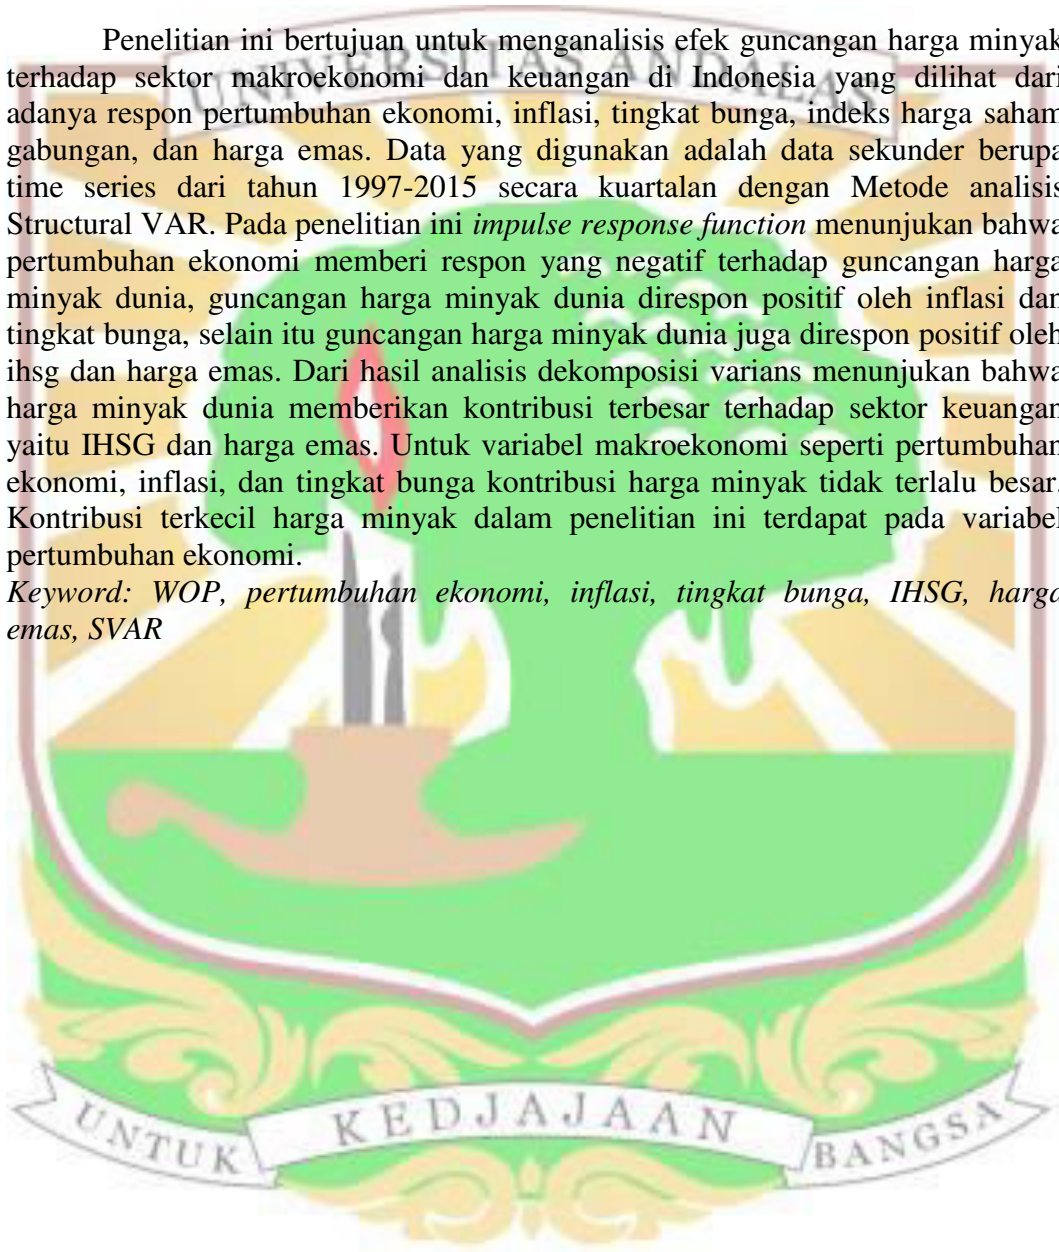 Penelitian ini bertujuan untuk menganalisis efek guncangan harga minyak
terhadap sektor makroekonomi dan keuangan di Indonesia yang dilihat dari
adanya respon pertumbuhan ekonomi, inflasi, tingkat bunga, indeks harga saham
gabungan, dan harga emas. Data yang digunakan adalah data sekunder berupa
time series dari tahun 1997-2015 secara kuartalan dengan Metode analisis
Structural VAR. Pada penelitian ini impulse response function menunjukan bahwa
pertumbuhan ekonomi memberi respon yang negatif terhadap guncangan harga
minyak dunia, guncangan harga minyak dunia direspon positif oleh inflasi dan
tingkat bunga, selain itu guncangan harga minyak dunia juga direspon positif oleh
ihsg dan harga emas. Dari hasil analisis dekomposisi varians menunjukan bahwa
harga minyak dunia memberikan kontribusi terbesar terhadap sektor keuangan
yaitu IHSG dan harga emas. Untuk variabel makroekonomi seperti pertumbuhan
ekonomi, inflasi, dan tingkat bunga kontribusi harga minyak tidak terlalu besar.
Kontribusi terkecil harga minyak dalam penelitian ini terdapat pada variabel
pertumbuhan ekonomi.
Keyword: WOP, pertumbuhan ekonomi, inflasi, tingkat bunga, IHSG, harga
emas, SVAR
UNIVERSITAS ANDALAS
UNTUK KEDJAJAAN BANGSA